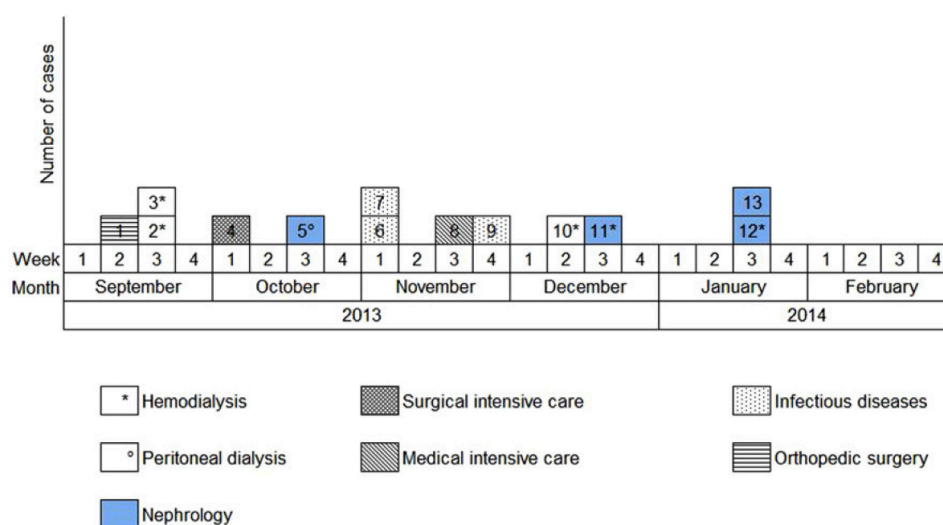 Number of cases
3* 7 13
1 2* 4 5° 6 8 9 10* 11* 12*
Week 1 2 3 4 1 2 3 4 1 2 3 4 1 2 3 4 1 2 3 4 1 2 3 4
Month September October November December January February
2013 2014
* Hemodialysis Surgical intensive care Infectious diseases
° Peritoneal dialysis Medical intensive care Orthopedic surgery
Nephrology